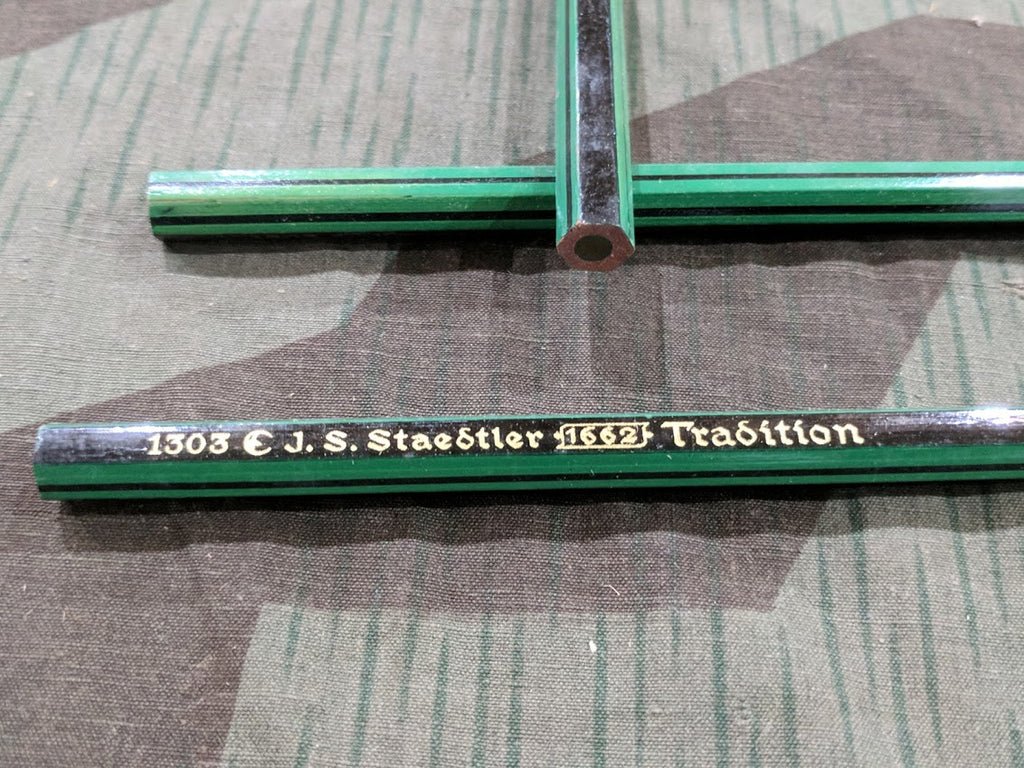 1303 € J. S. Staedtler 1662 Tradition